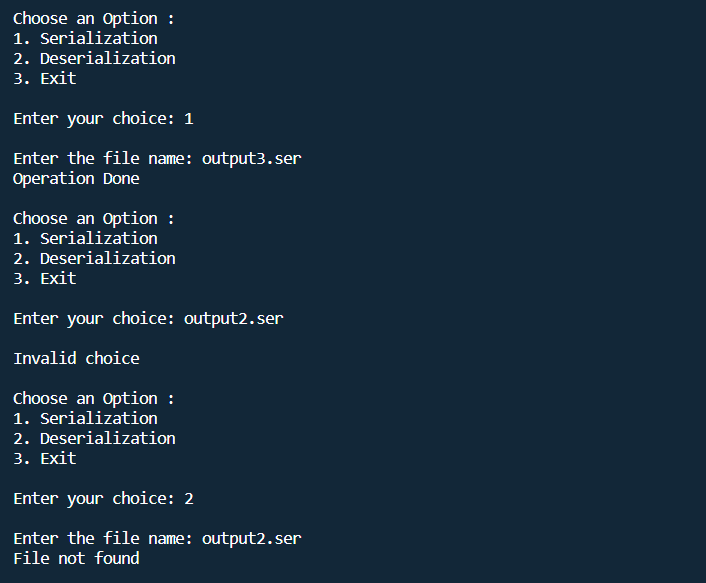 Choose an Option :
1. Serialization
2. Deserialization
3. Exit
Enter your choice: 1
Enter the file name: output3.ser
Operation Done
Choose an Option :
1. Serialization
2. Deserialization
3. Exit
Enter your choice: output2.ser
Invalid choice
Choose an Option :
1. Serialization
2. Deserialization
3. Exit
Enter your choice: 2
Enter the file name: output2.ser
File not found